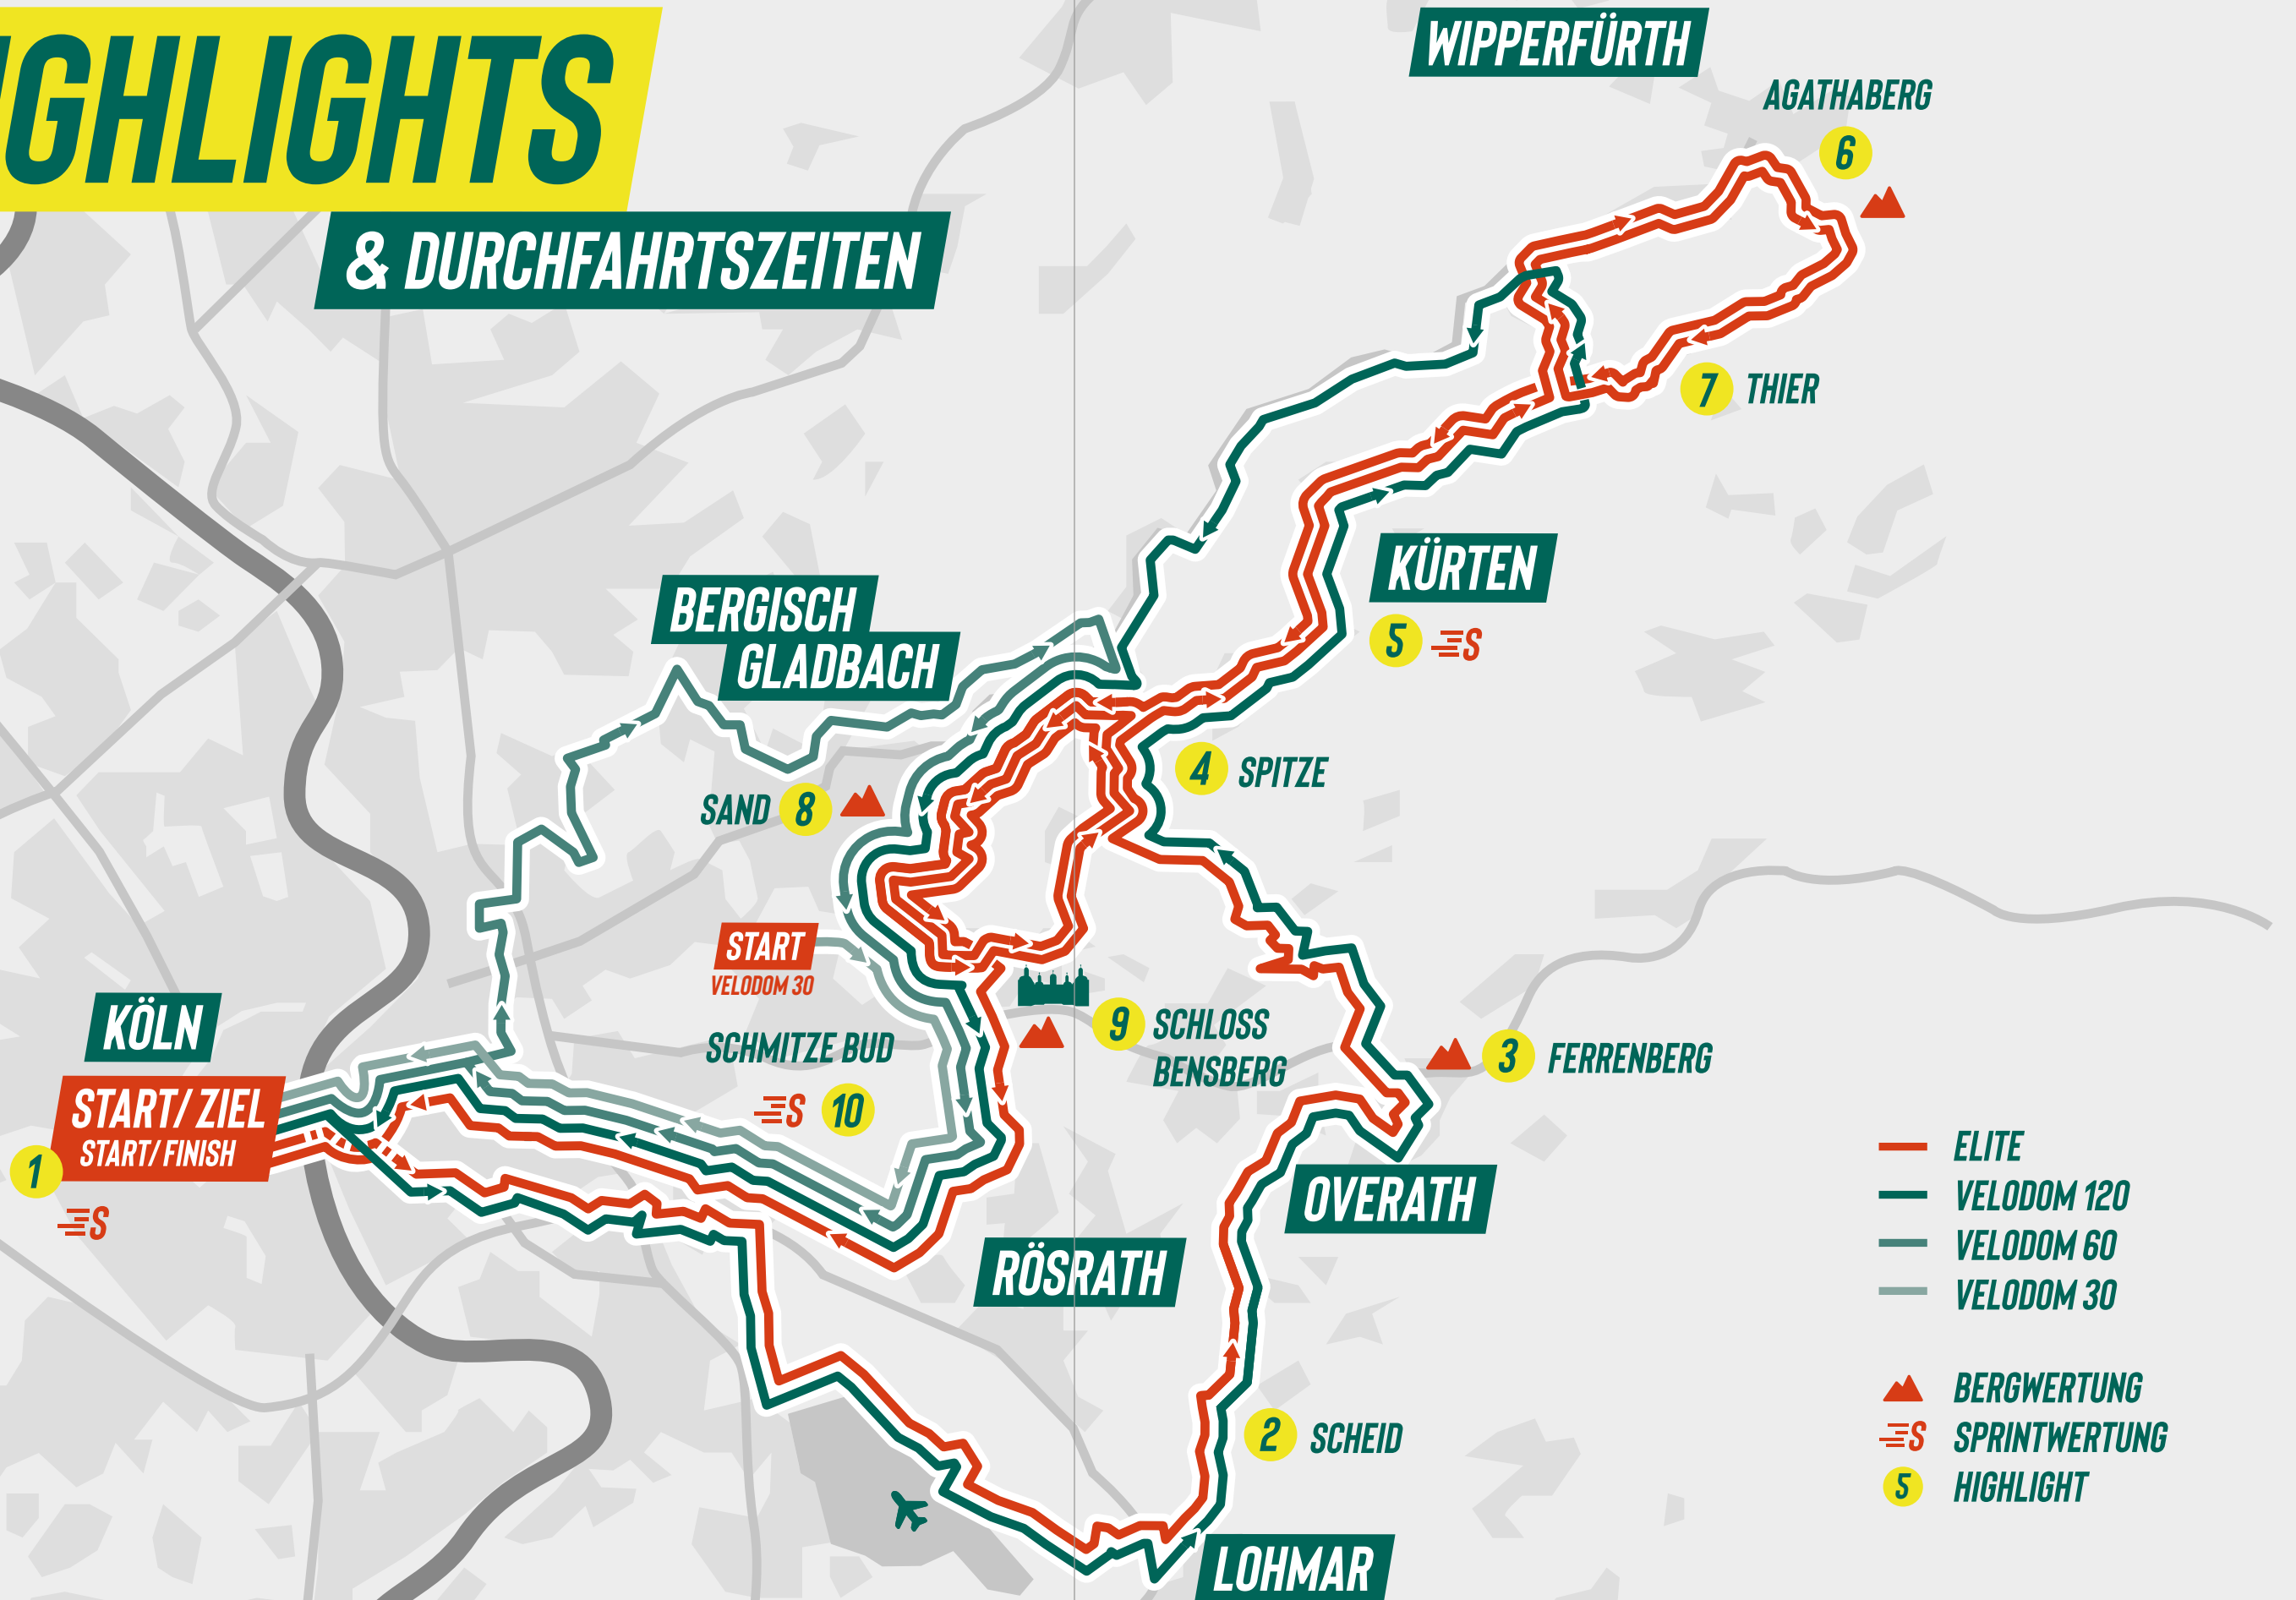 IGHLIGHTS
& DURCHFAHRTSZEITEN
WIPPERFÜRTH
AGATHABERG
6
7 THIER
KÜRTEN
5 S
BERGISCH
GLADBACH
4 SPITZE
SAND 8
START
VELODOM 30
KÖLN
START/ZIEL
START/FINISH
1
S
SCHMITZE BUD
S 10
9 SCHLOSS
BENSBERG
3 FERRENBERG
OVERATH
RÖSRATH
2 SCHEID
LOHMAR
ELITE
VELODOM 120
VELODOM 60
VELODOM 30
BERGWERTUNG
S SPRINTWERTUNG
5 HIGHLIGHT